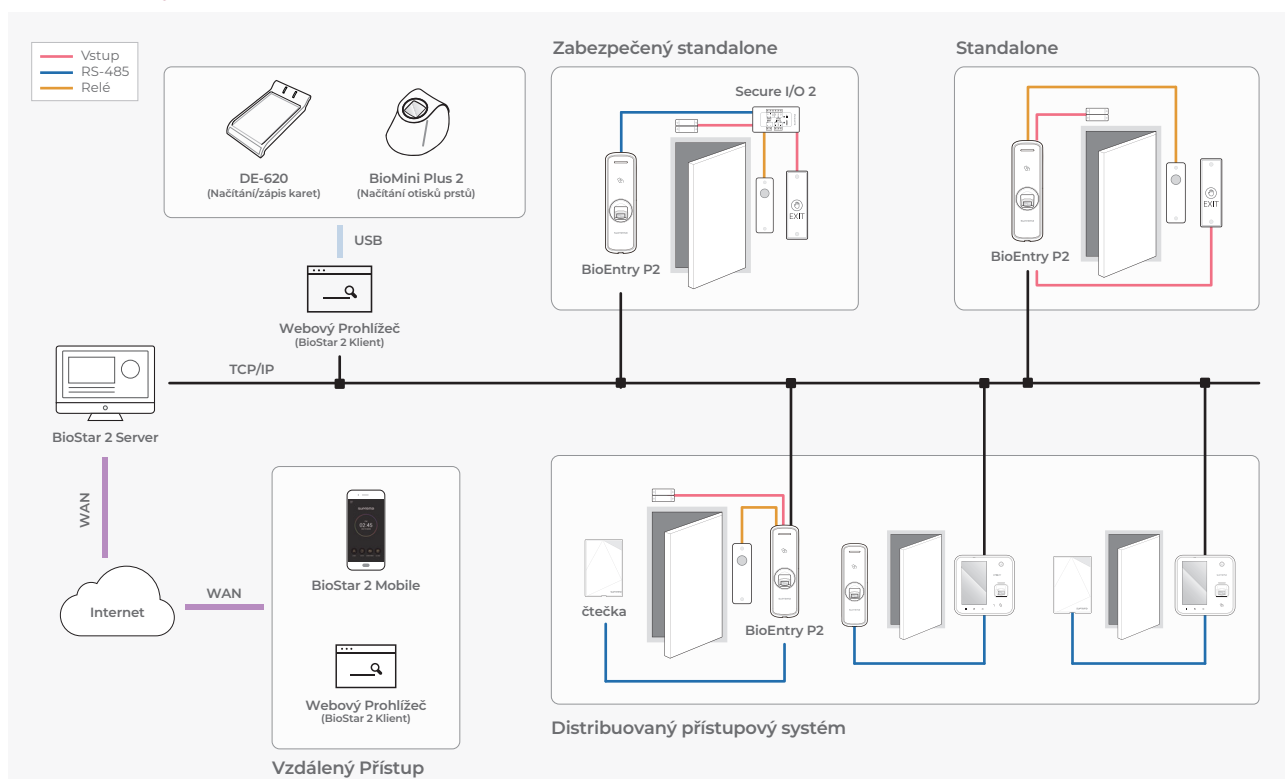 Vstup
RS-485
Relé
DE-620
(Načítání/zápis karet)
BioMini Plus 2
(Načítání otisků prstů)
USB
Webový Prohlížeč
(BioStar 2 Klient)
Zabezpečený standalone
Secure I/O 2
EXIT
BioEntry P2
Standalone
EXIT
BioEntry P2
TCP/IP
BioStar 2 Server
WAN
Internet
WAN
02:45
BioStar 2 Mobile
Webový Prohlížeč
(BioStar 2 Klient)
Vzdálený Přístup
čtečka
BioEntry P2
Distribuovaný přístupový systém